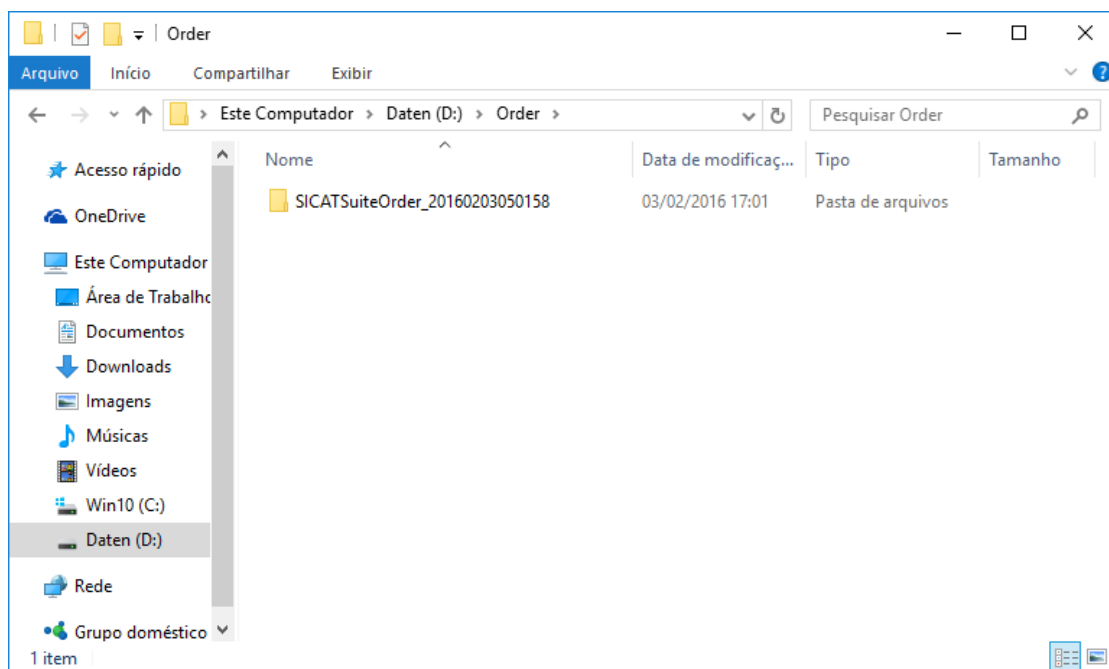 Order
Arquivo Início Compartilhar Exibir ?
Este Computador > Daten (D:) > Order > Pesquisar Order
Nome Data de modificaç... Tipo Tamanho
SICATSuiteOrder_20160203050158 03/02/2016 17:01 Pasta de arquivos
Acesso rápido
OneDrive
Este Computador
Área de Trabalho
Documentos
Downloads
Imagens
Músicas
Vídeos
Win10 (C:)
Daten (D:)
Rede
Grupo doméstico
1 item